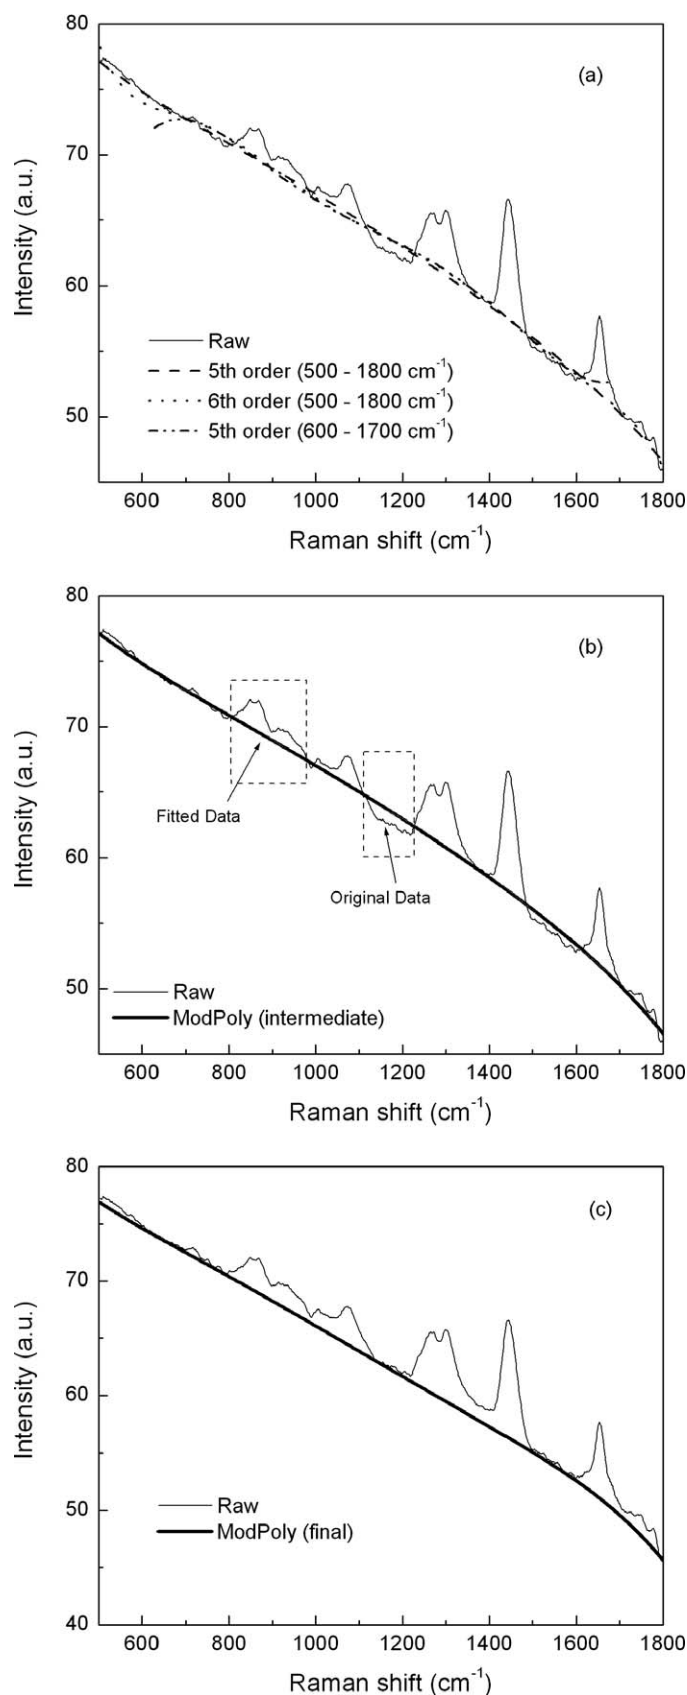 80
(a)
70
Intensity (a.u.)
60
Raw
5th order (500 - 1800 cm⁻¹)
6th order (500 - 1800 cm⁻¹)
5th order (600 - 1700 cm⁻¹)
50
600 800 1000 1200 1400 1600 1800
Raman shift (cm⁻¹)
80
(b)
70
Intensity (a.u.)
Fitted Data
60
Original Data
Raw
50
ModPoly (intermediate)
600 800 1000 1200 1400 1600 1800
Raman shift (cm⁻¹)
80
(c)
70
Intensity (a.u.)
60
50
Raw
ModPoly (final)
40
600 800 1000 1200 1400 1600 1800
Raman shift (cm⁻¹)